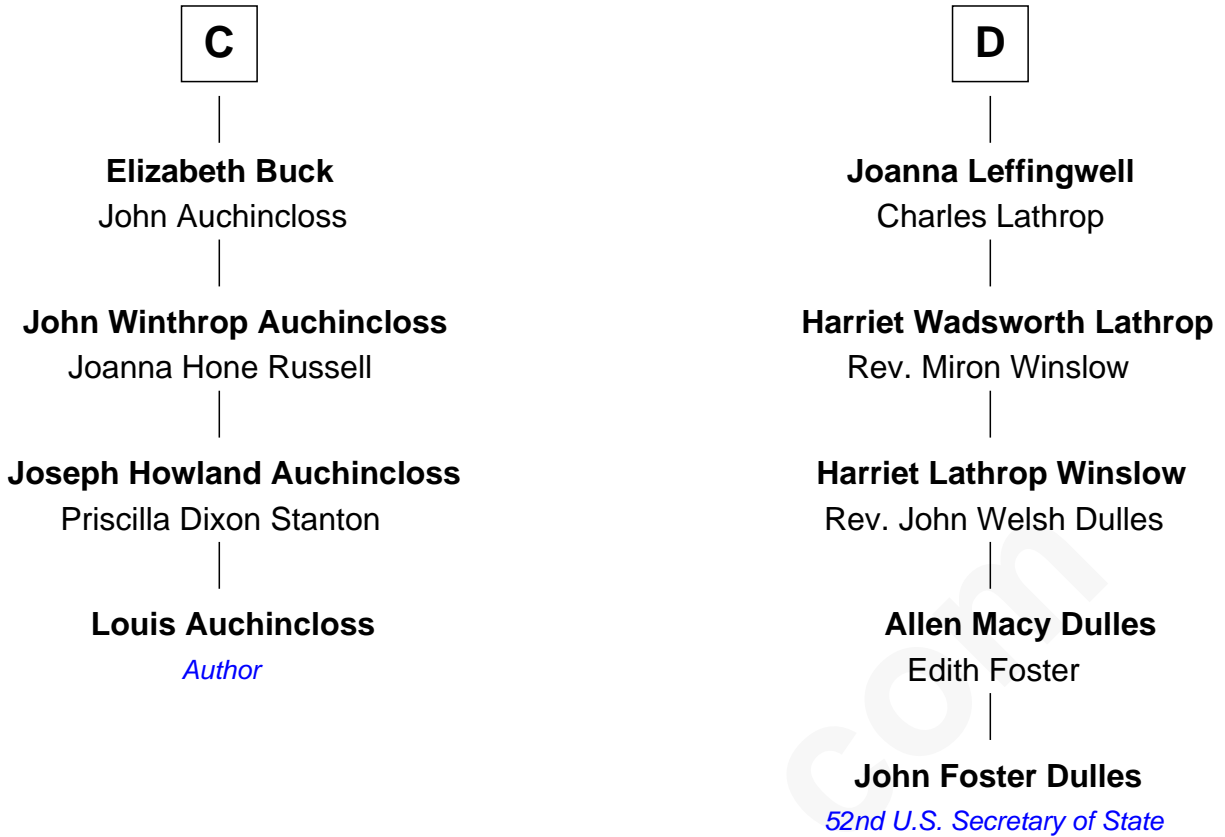 C
Elizabeth Buck
John Auchincloss
John Winthrop Auchincloss
Joanna Hone Russell
Joseph Howland Auchincloss
Priscilla Dixon Stanton
Louis Auchincloss
Author
D
Joanna Leffingwell
Charles Lathrop
Harriet Wadsworth Lathrop
Rev. Miron Winslow
Harriet Lathrop Winslow
Rev. John Welsh Dulles
Allen Macy Dulles
Edith Foster
John Foster Dulles
52nd U.S. Secretary of State
com